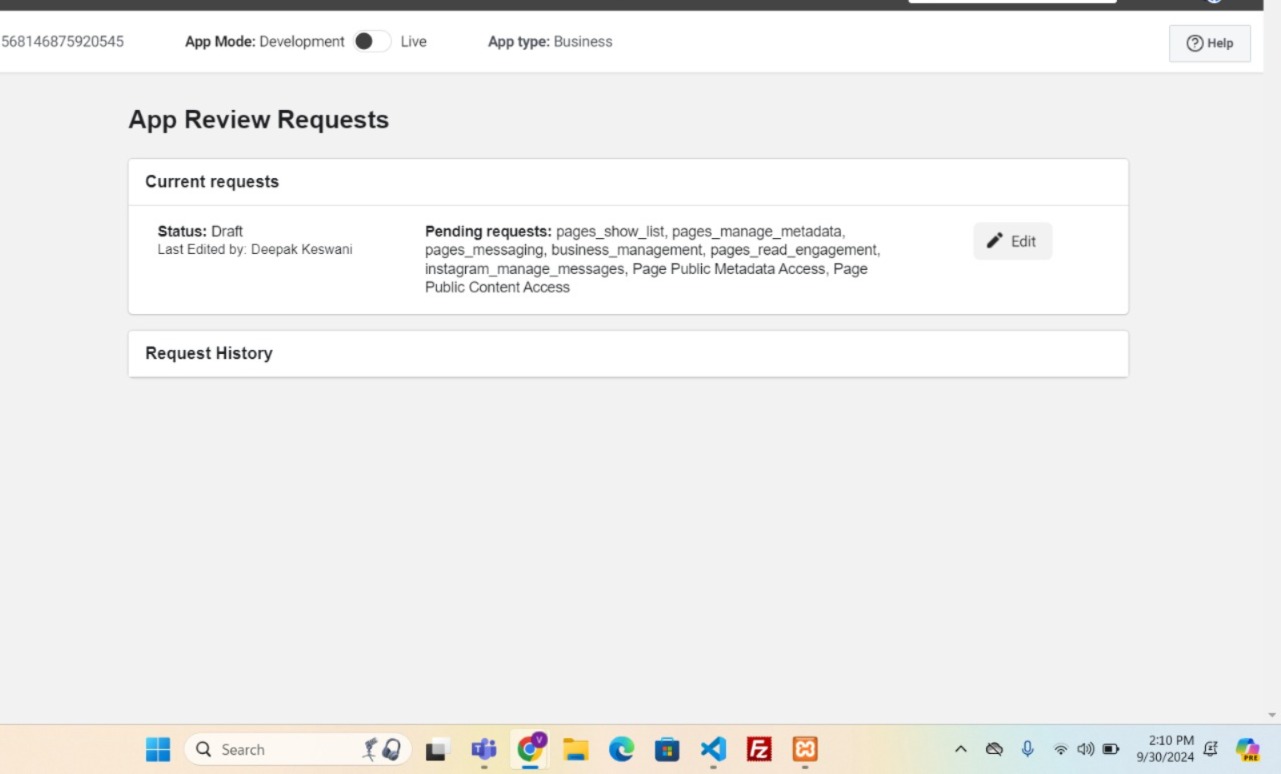 568146875920545 App Mode: Development Live App type: Business Help
App Review Requests
Current requests
Status: Draft
Last Edited by: Deepak Keswani
Pending requests: pages_show_list, pages_manage_metadata,
pages_messaging, business_management, pages_read_engagement,
instagram_manage_messages, Page Public Metadata Access, Page
Public Content Access
Edit
Request History
Search
V
Fz
2:10 PM
9/30/2024
PRE